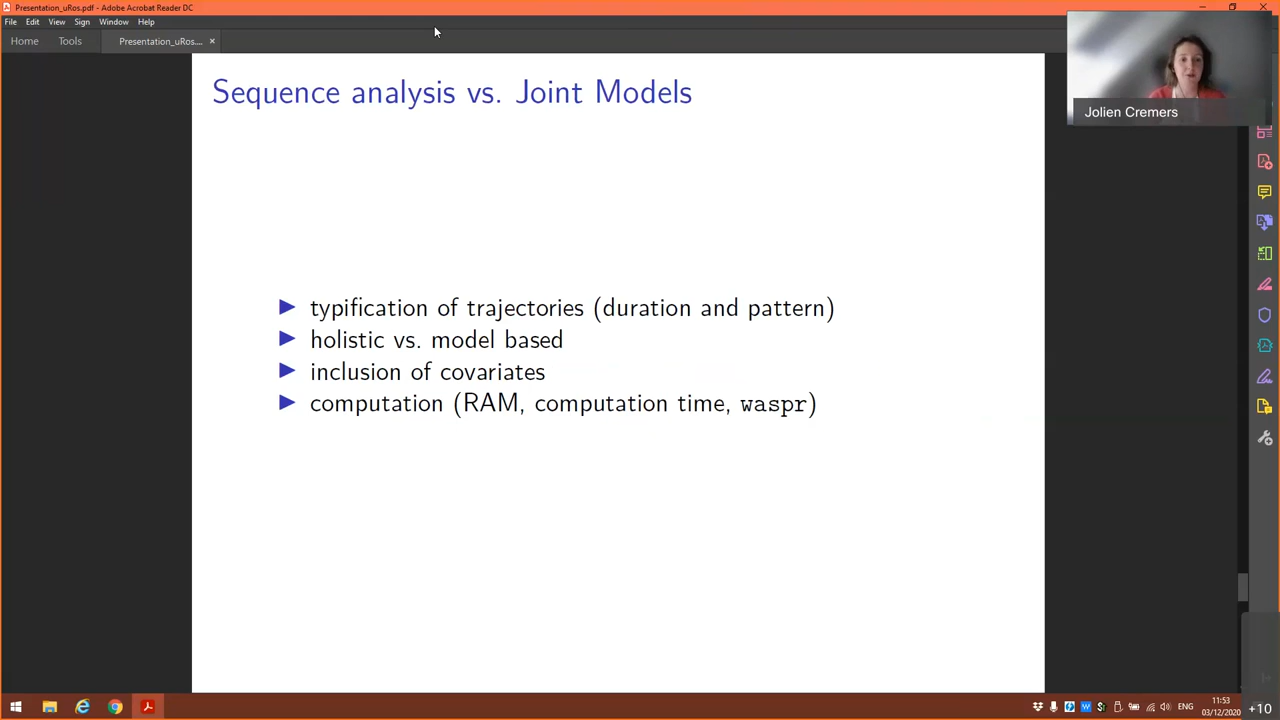 Presentation_uRos.pdf - Adobe Acrobat Reader DC
File Edit View Sign Window Help
Home Tools Presentation_uRos.... ×
Jolien Cremers
Sequence analysis vs. Joint Models
typification of trajectories (duration and pattern)
holistic vs. model based
inclusion of covariates
computation (RAM, computation time, waspr)
ENG
11:53
03/12/2020
+10